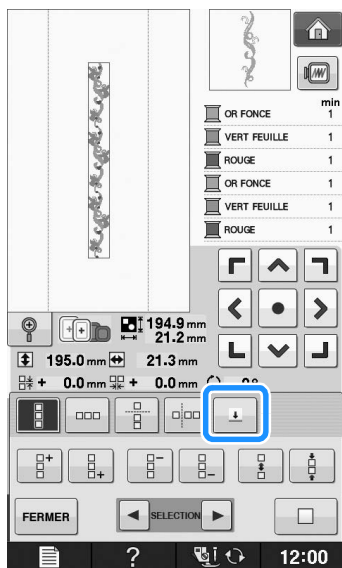 min
OR FONCE 1
VERT FEUILLE 1
ROUGE 1
OR FONCE 1
VERT FEUILLE 1
ROUGE 1
194.9 mm
21.2 mm
195.0 mm 21.3 mm
+ 0.0 mm + 0.0 mm
FERMER
SELECTION
? 12:00